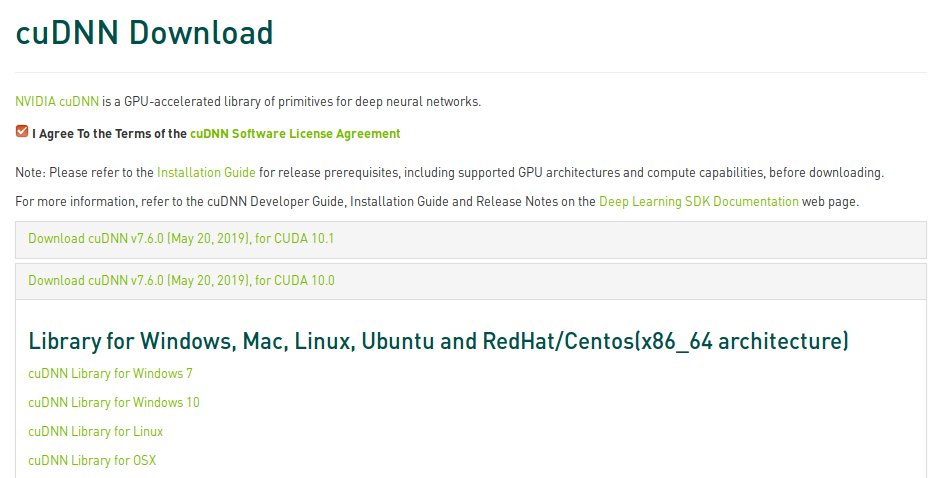 cuDNN Download
NVIDIA cuDNN is a GPU-accelerated library of primitives for deep neural networks.
I Agree To the Terms of the cuDNN Software License Agreement
Note: Please refer to the Installation Guide for release prerequisites, including supported GPU architectures and compute capabilities, before downloading.
For more information, refer to the cuDNN Developer Guide, Installation Guide and Release Notes on the Deep Learning SDK Documentation web page.
Download cuDNN v7.6.0 (May 20, 2019), for CUDA 10.1
Download cuDNN v7.6.0 (May 20, 2019), for CUDA 10.0
Library for Windows, Mac, Linux, Ubuntu and RedHat/Centos(x86_64 architecture)
cuDNN Library for Windows 7
cuDNN Library for Windows 10
cuDNN Library for Linux
cuDNN Library for OSX